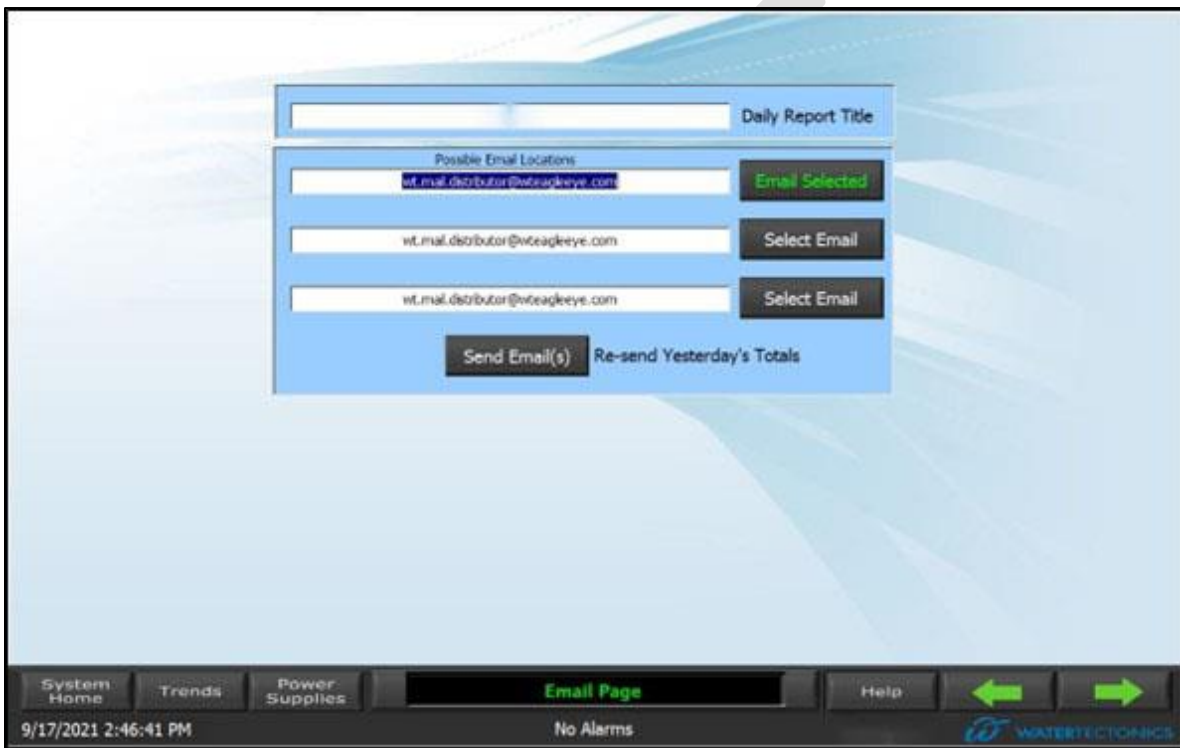 Daily Report Title
Possible Email Locations
wt.mail.distributor@wteagleeye.com Email Selected
wt.mail.distributor@wteagleeye.com Select Email
wt.mail.distributor@wteagleeye.com Select Email
Send Email(s) Re-send Yesterday's Totals
System Home Trends Power Supplies Email Page Help
9/17/2021 2:46:41 PM No Alarms WATERTECTONICS